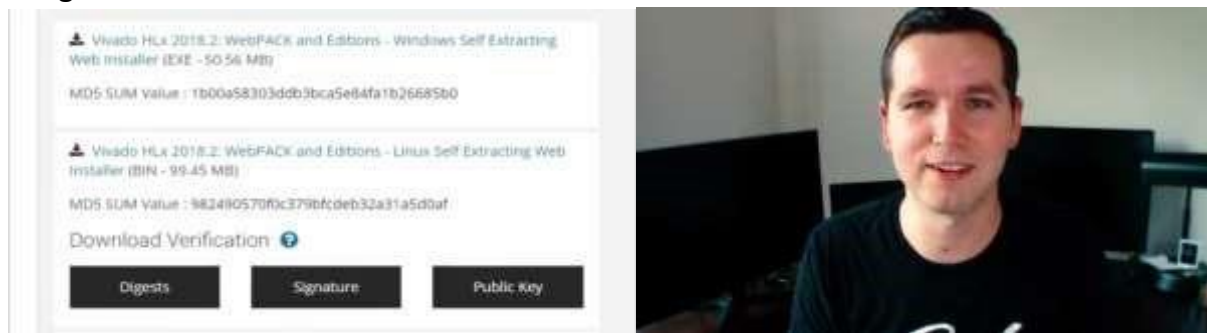 Vivado HLx 2018.2: WebPACK and Editions - Windows Self Extracting
Web Installer (EXE - 50.56 MB)
MD5 SUM Value : 1b00a58303ddb3bca5e84fa1b26685b0
Vivado HLx 2018.2: WebPACK and Editions - Linux Self Extracting Web
Installer (BIN - 99.45 MB)
MD5 SUM Value : 982490570f0c379bfcdeb32a31a5d0af
Download Verification
Digests
Signature
Public Key